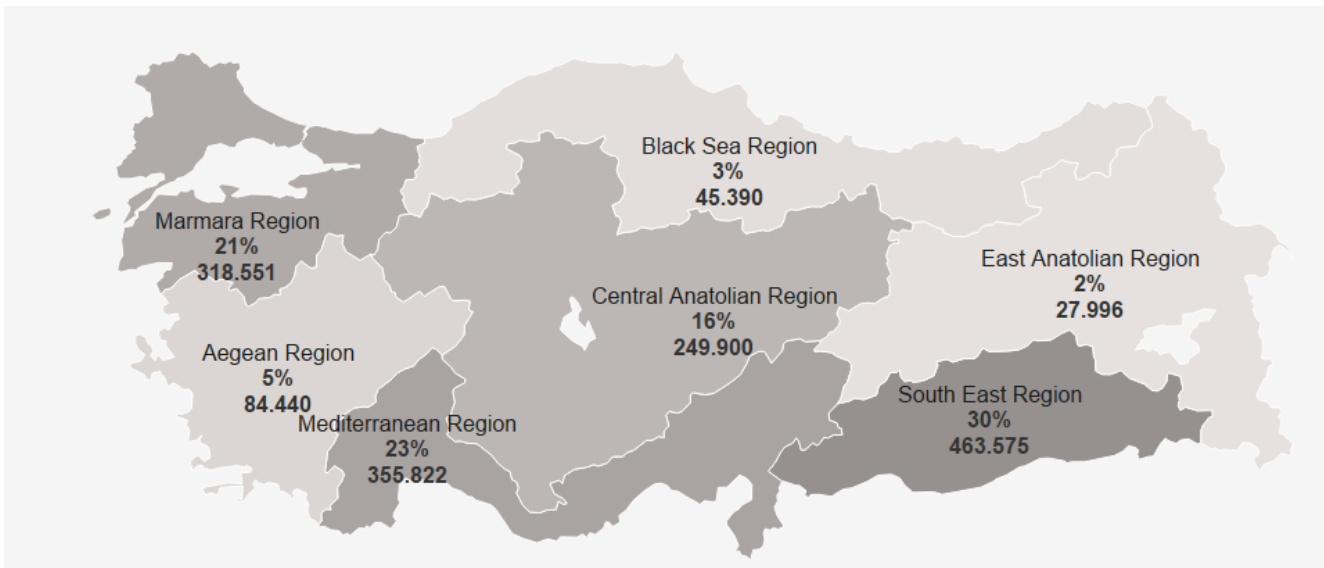 Black Sea Region
3%
45.390
Marmara Region
21%
318.551
East Anatolian Region
2%
27.996
Central Anatolian Region
16%
249.900
Aegean Region
5%
84.440
South East Region
30%
463.575
Mediterranean Region
23%
355.822